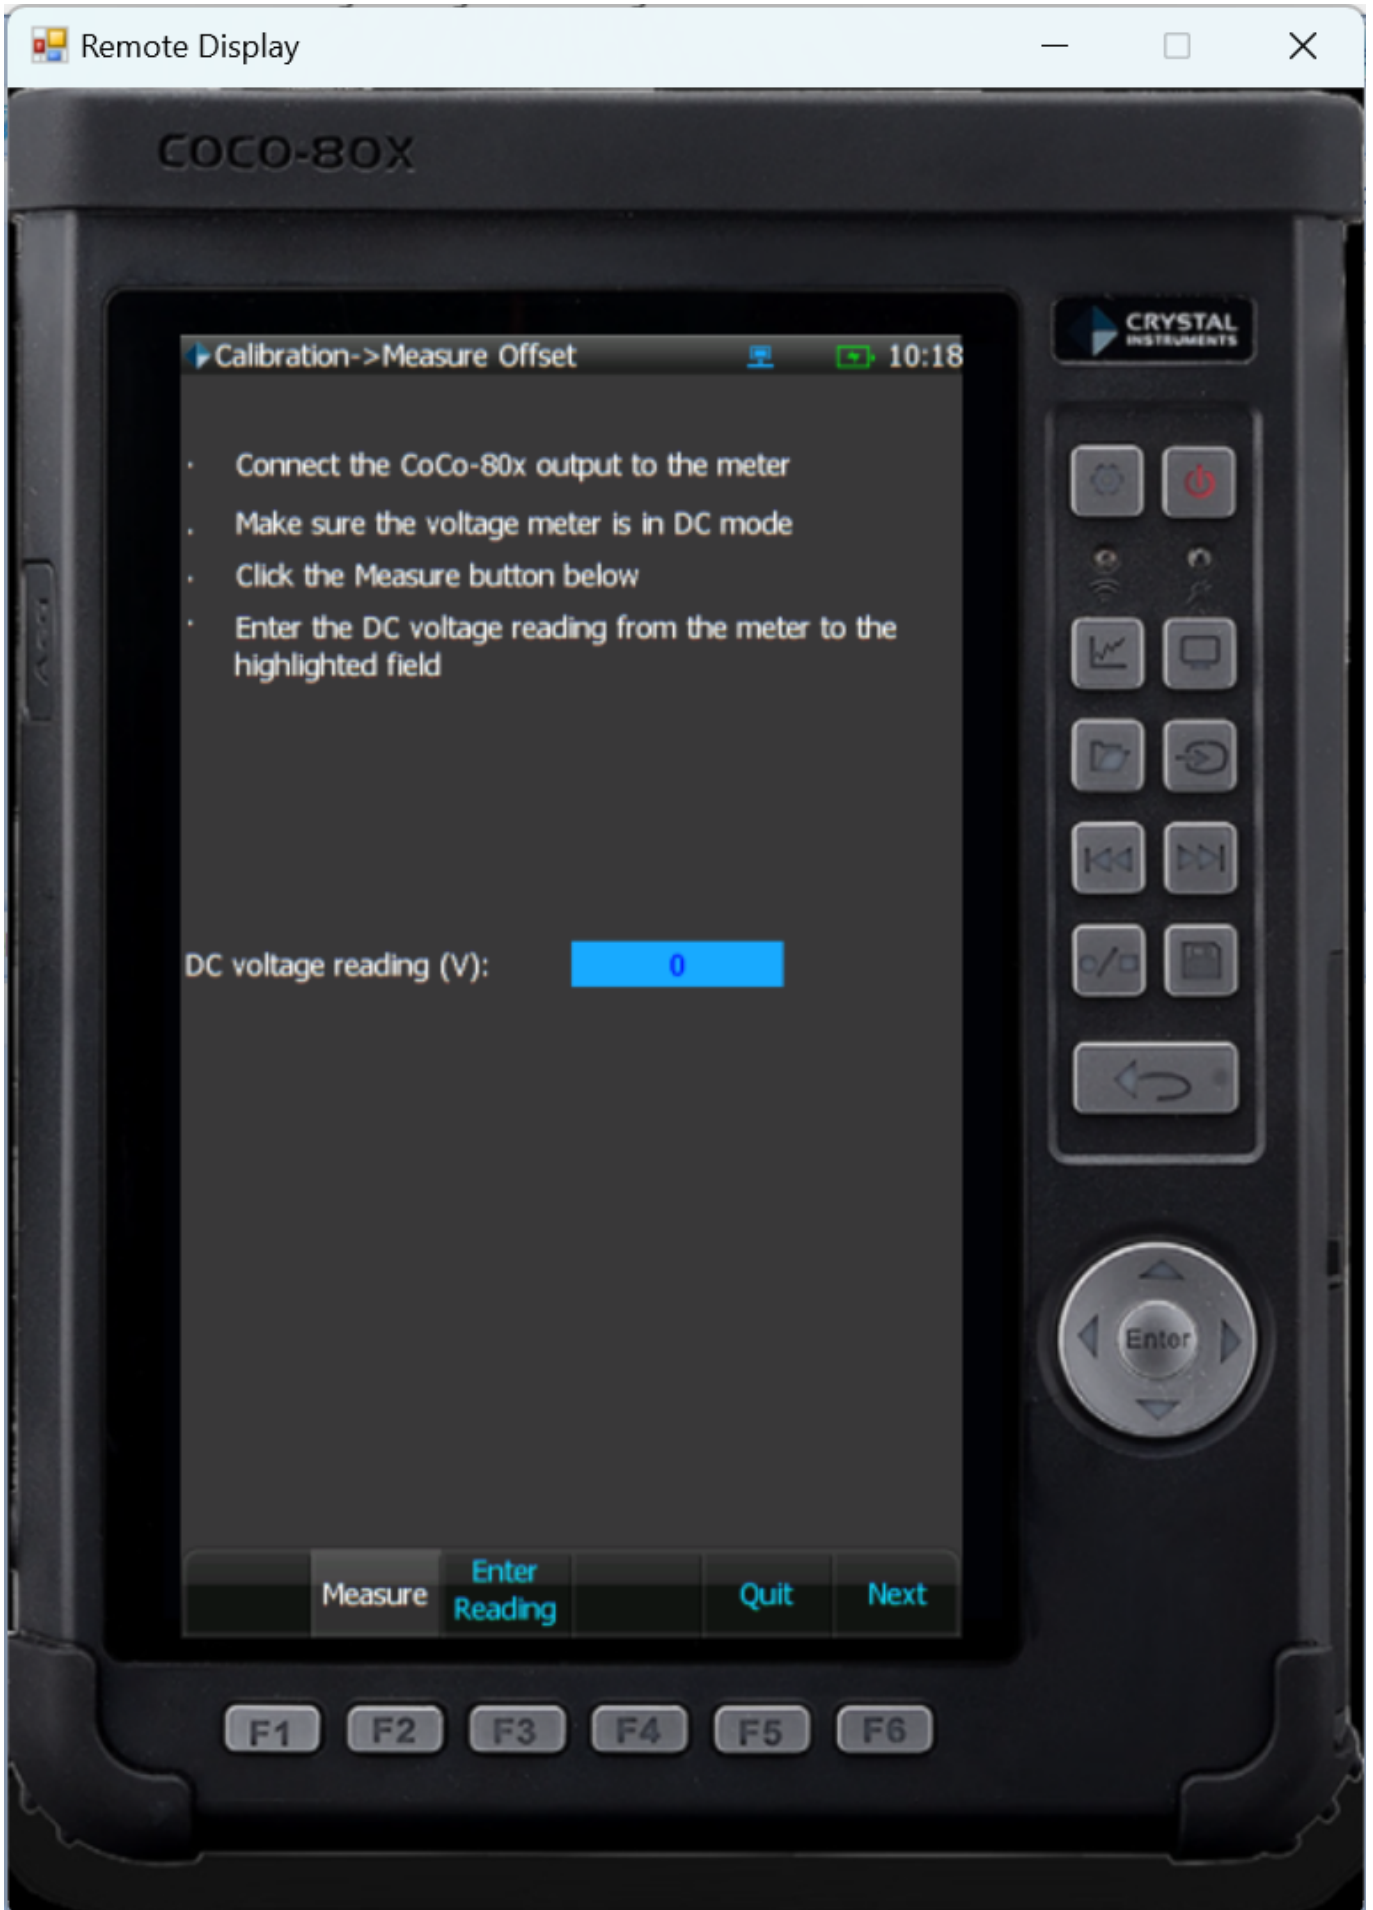 Remote Display
COCO-80X
CRYSTAL
INSTRUMENTS
Calibration->Measure Offset 10:18
· Connect the CoCo-80x output to the meter
. Make sure the voltage meter is in DC mode
· Click the Measure button below
· Enter the DC voltage reading from the meter to the
highlighted field
DC voltage reading (V): 0
Enter
Measure Reading Quit Next
F1 F2 F3 F4 F5 F6
Enter